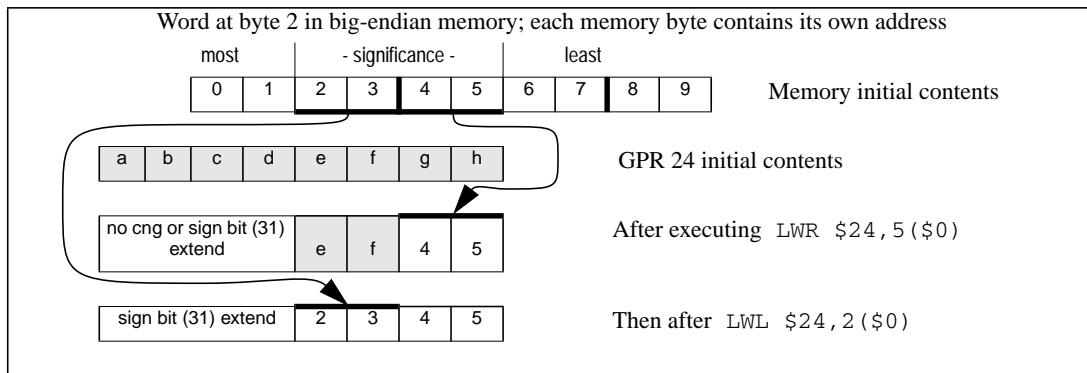 Word at byte 2 in big-endian memory; each memory byte contains its own address
most - significance - least
0 1 2 3 4 5 6 7 8 9 Memory initial contents
a b c d e f g h GPR 24 initial contents
no cng or sign bit (31) extend e f 4 5 After executing LWR $24,5($0)
sign bit (31) extend 2 3 4 5 Then after LWL $24,2($0)